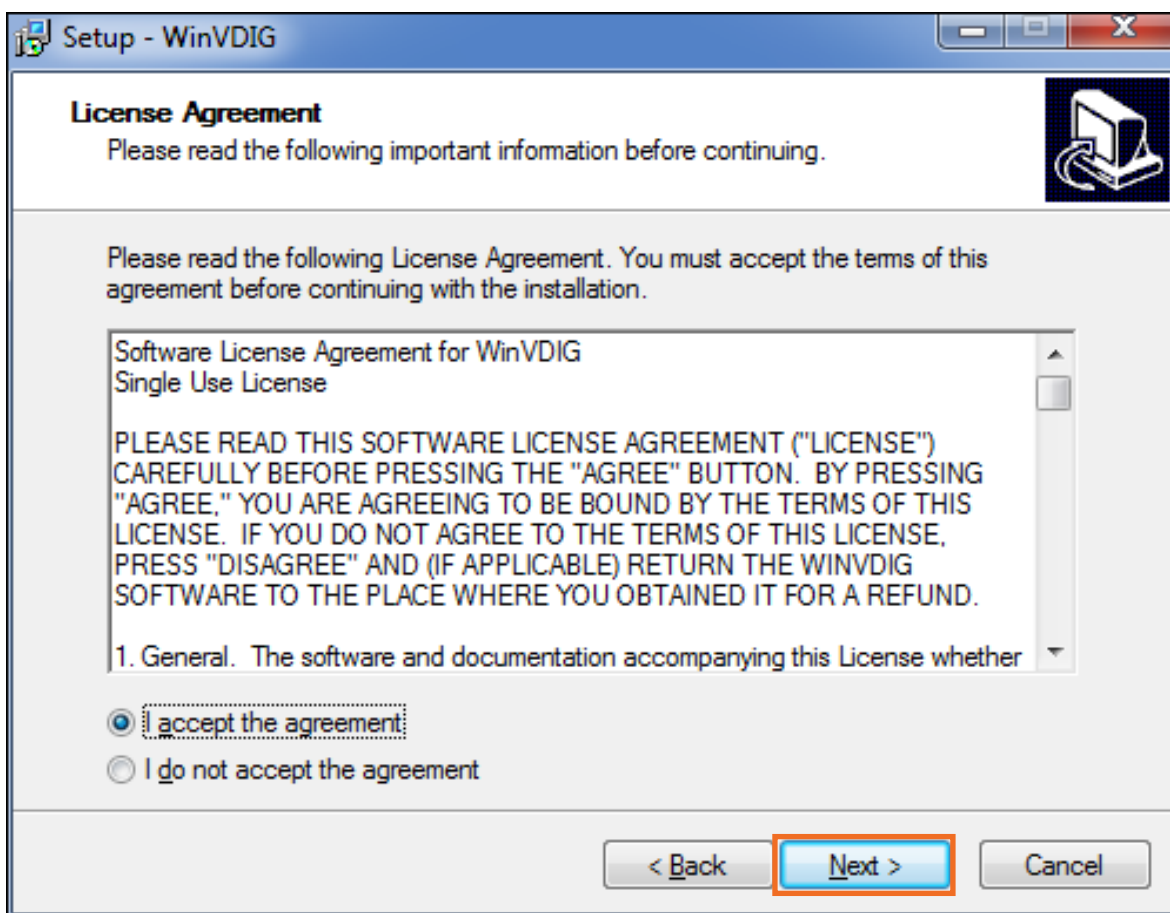 Setup - WinVDIG
License Agreement
Please read the following important information before continuing.
Please read the following License Agreement. You must accept the terms of this
agreement before continuing with the installation.
Software License Agreement for WinVDIG
Single Use License
PLEASE READ THIS SOFTWARE LICENSE AGREEMENT ("LICENSE")
CAREFULLY BEFORE PRESSING THE "AGREE" BUTTON.  BY PRESSING
"AGREE," YOU ARE AGREEING TO BE BOUND BY THE TERMS OF THIS
LICENSE.  IF YOU DO NOT AGREE TO THE TERMS OF THIS LICENSE,
PRESS "DISAGREE" AND (IF APPLICABLE) RETURN THE WINVDIG
SOFTWARE TO THE PLACE WHERE YOU OBTAINED IT FOR A REFUND.
1. General.  The software and documentation accompanying this License whether
I accept the agreement
I do not accept the agreement
< Back Next > Cancel